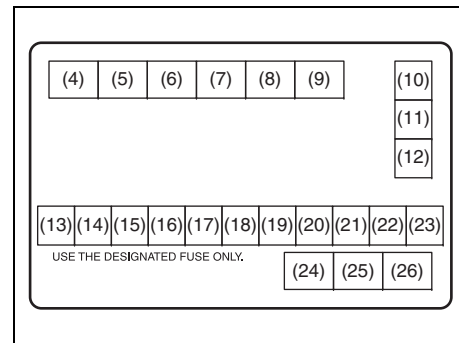 (4) (5) (6) (7) (8) (9) (10)
(11)
(12)
(13) (14) (15) (16) (17) (18) (19) (20) (21) (22) (23)
USE THE DESIGNATED FUSE ONLY.
(24) (25) (26)